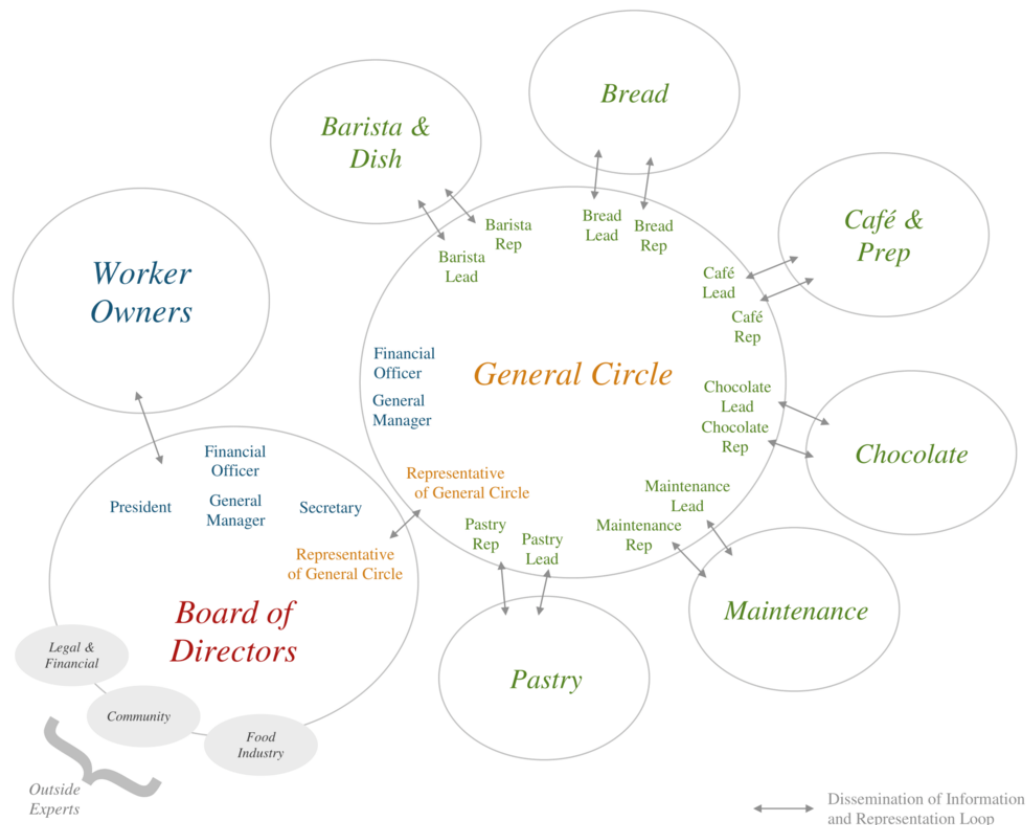 Bread
Barista &
Dish
Café &
Prep
Worker
Owners
Bread
Lead
Bread
Rep
Barista
Rep
Barista
Lead
Café
Lead
Café
Rep
Financial
Officer
General
Manager
General Circle
Chocolate
Lead
Chocolate
Rep
Chocolate
Representative
of General Circle
Maintenance
Lead
Maintenance
Rep
Pastry
Rep
Pastry
Lead
Financial
Officer
President
General
Manager
Secretary
Representative
of General Circle
Board of
Directors
Maintenance
Pastry
Legal &
Financial
Community
Food
Industry
Outside
Experts
Dissemination of Information
and Representation Loop